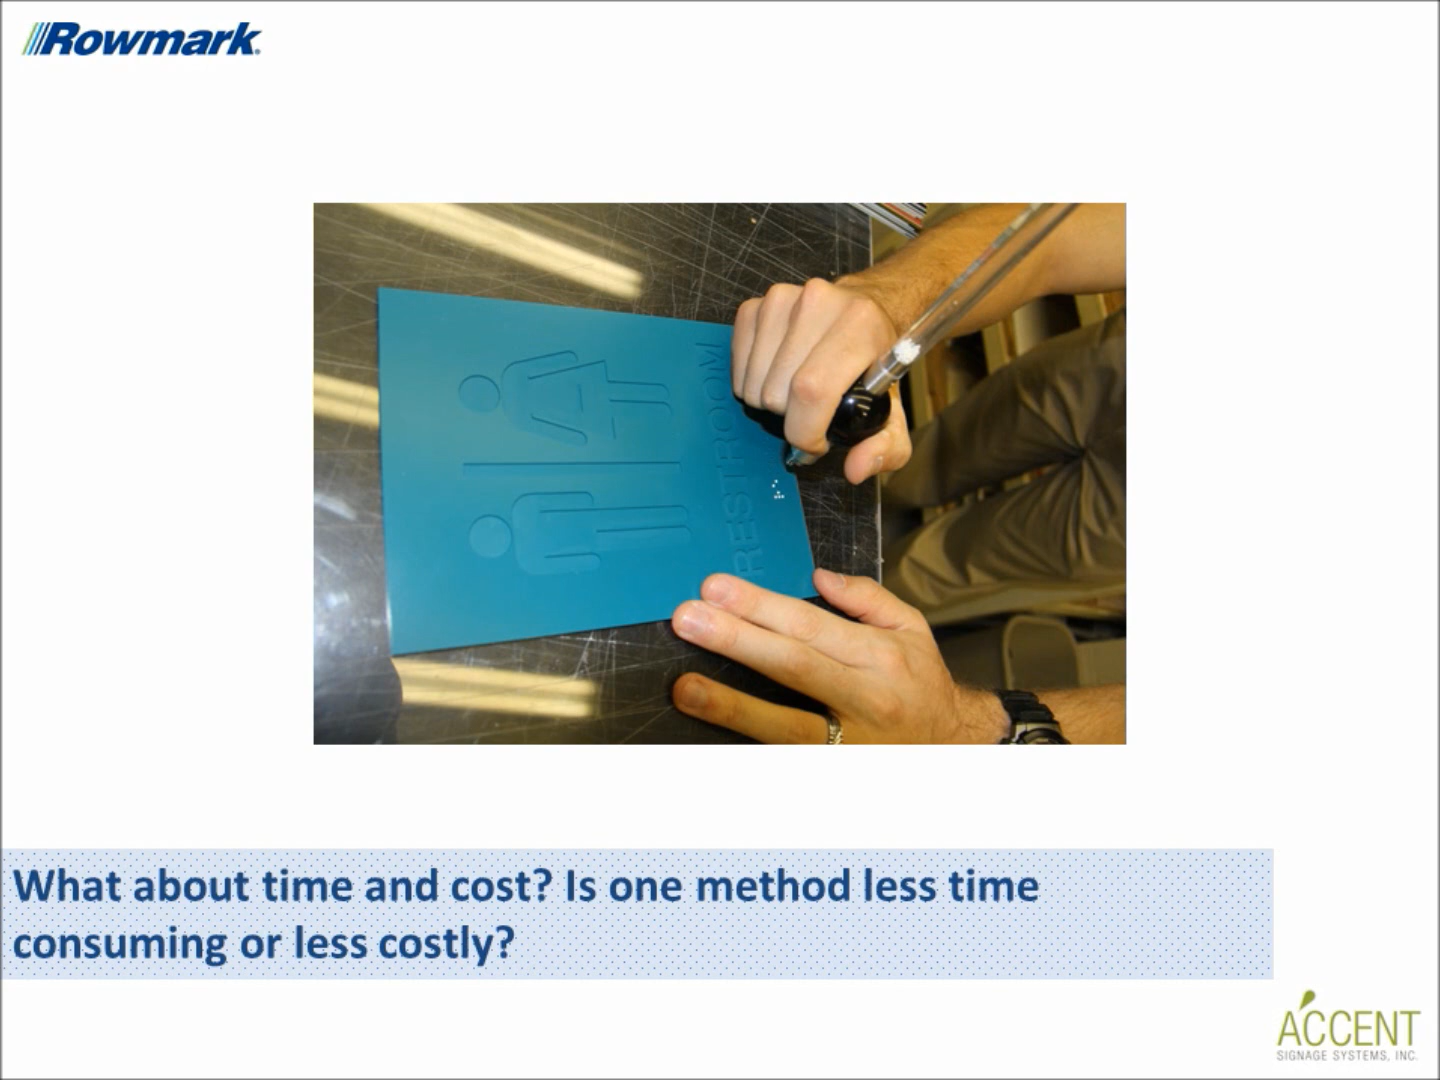 Rowmark
RESTROOM
What about time and cost? Is one method less time
consuming or less costly?
ACCENT
SIGNAGE SYSTEMS, INC.